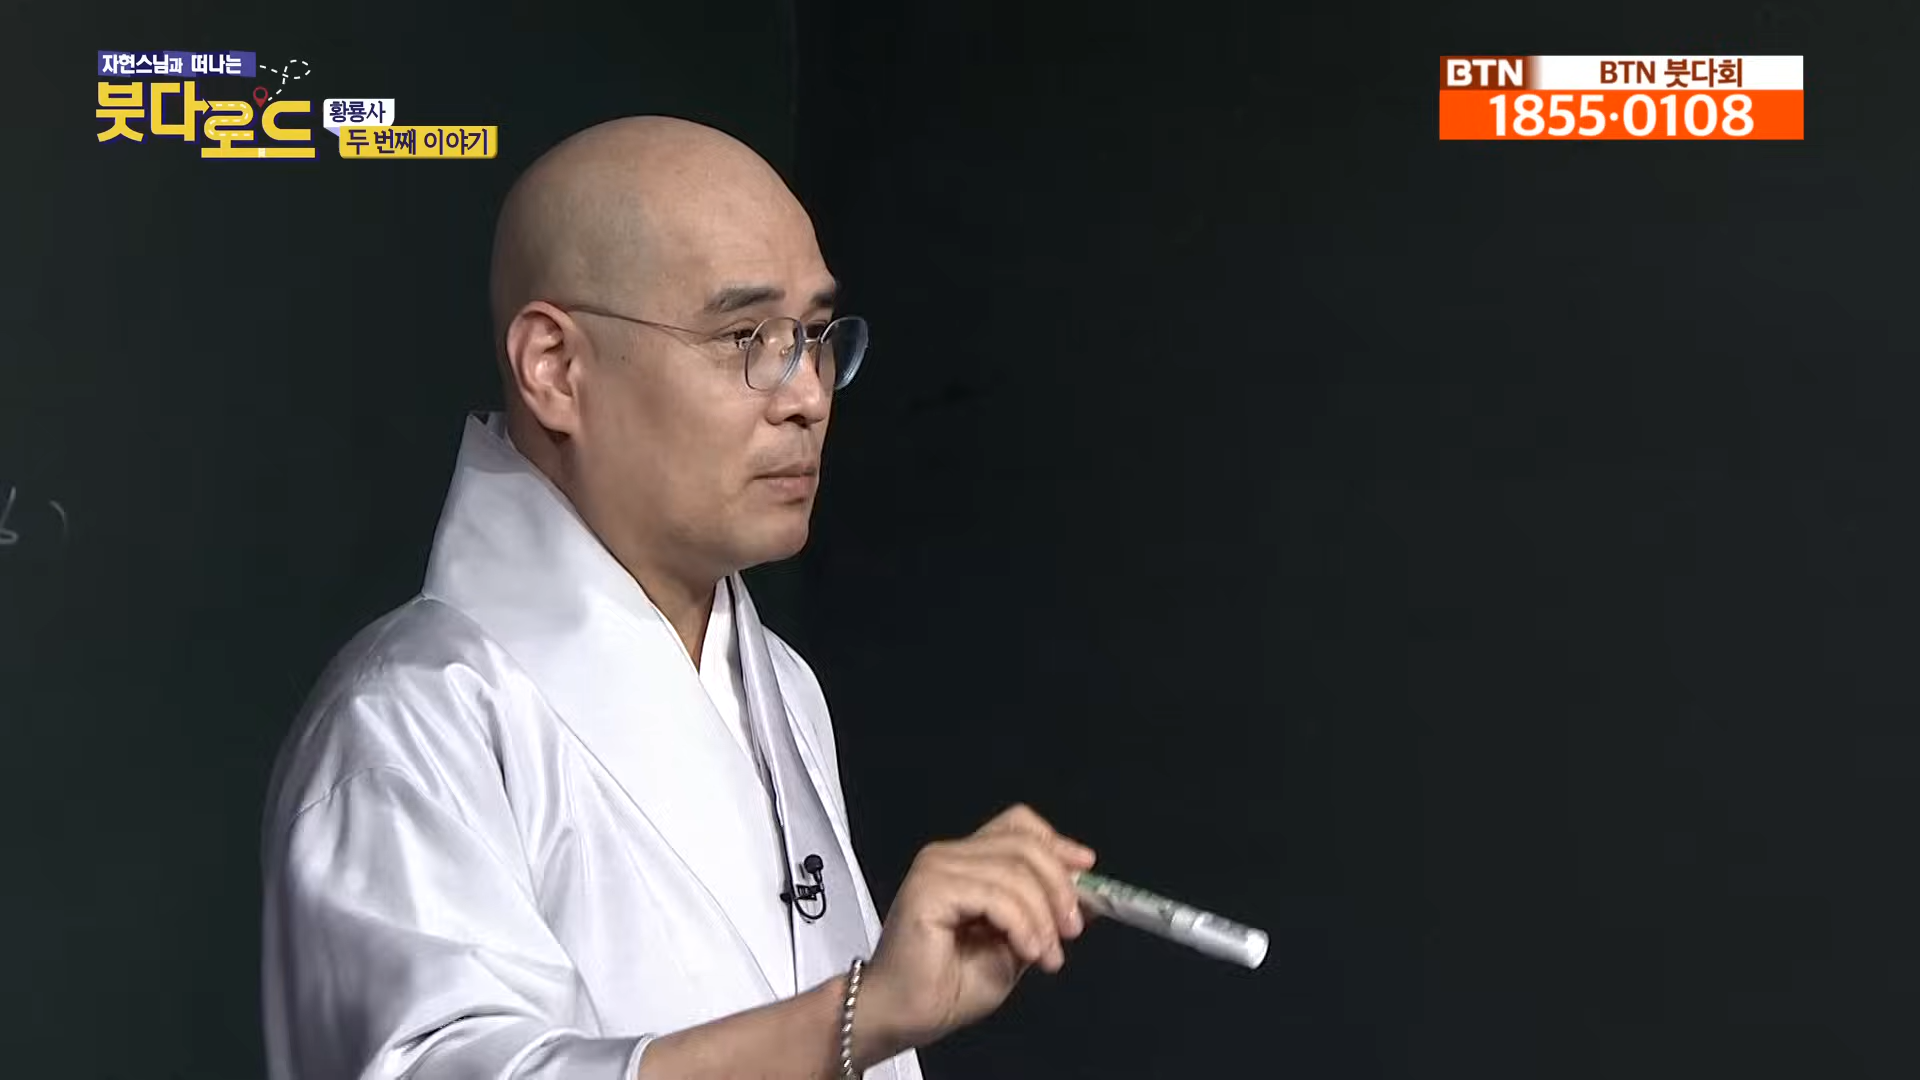 자현스님과 떠나는
붓다로드
황룡사
두 번째 이야기
BTN
BTN 붓다회
1855·0108